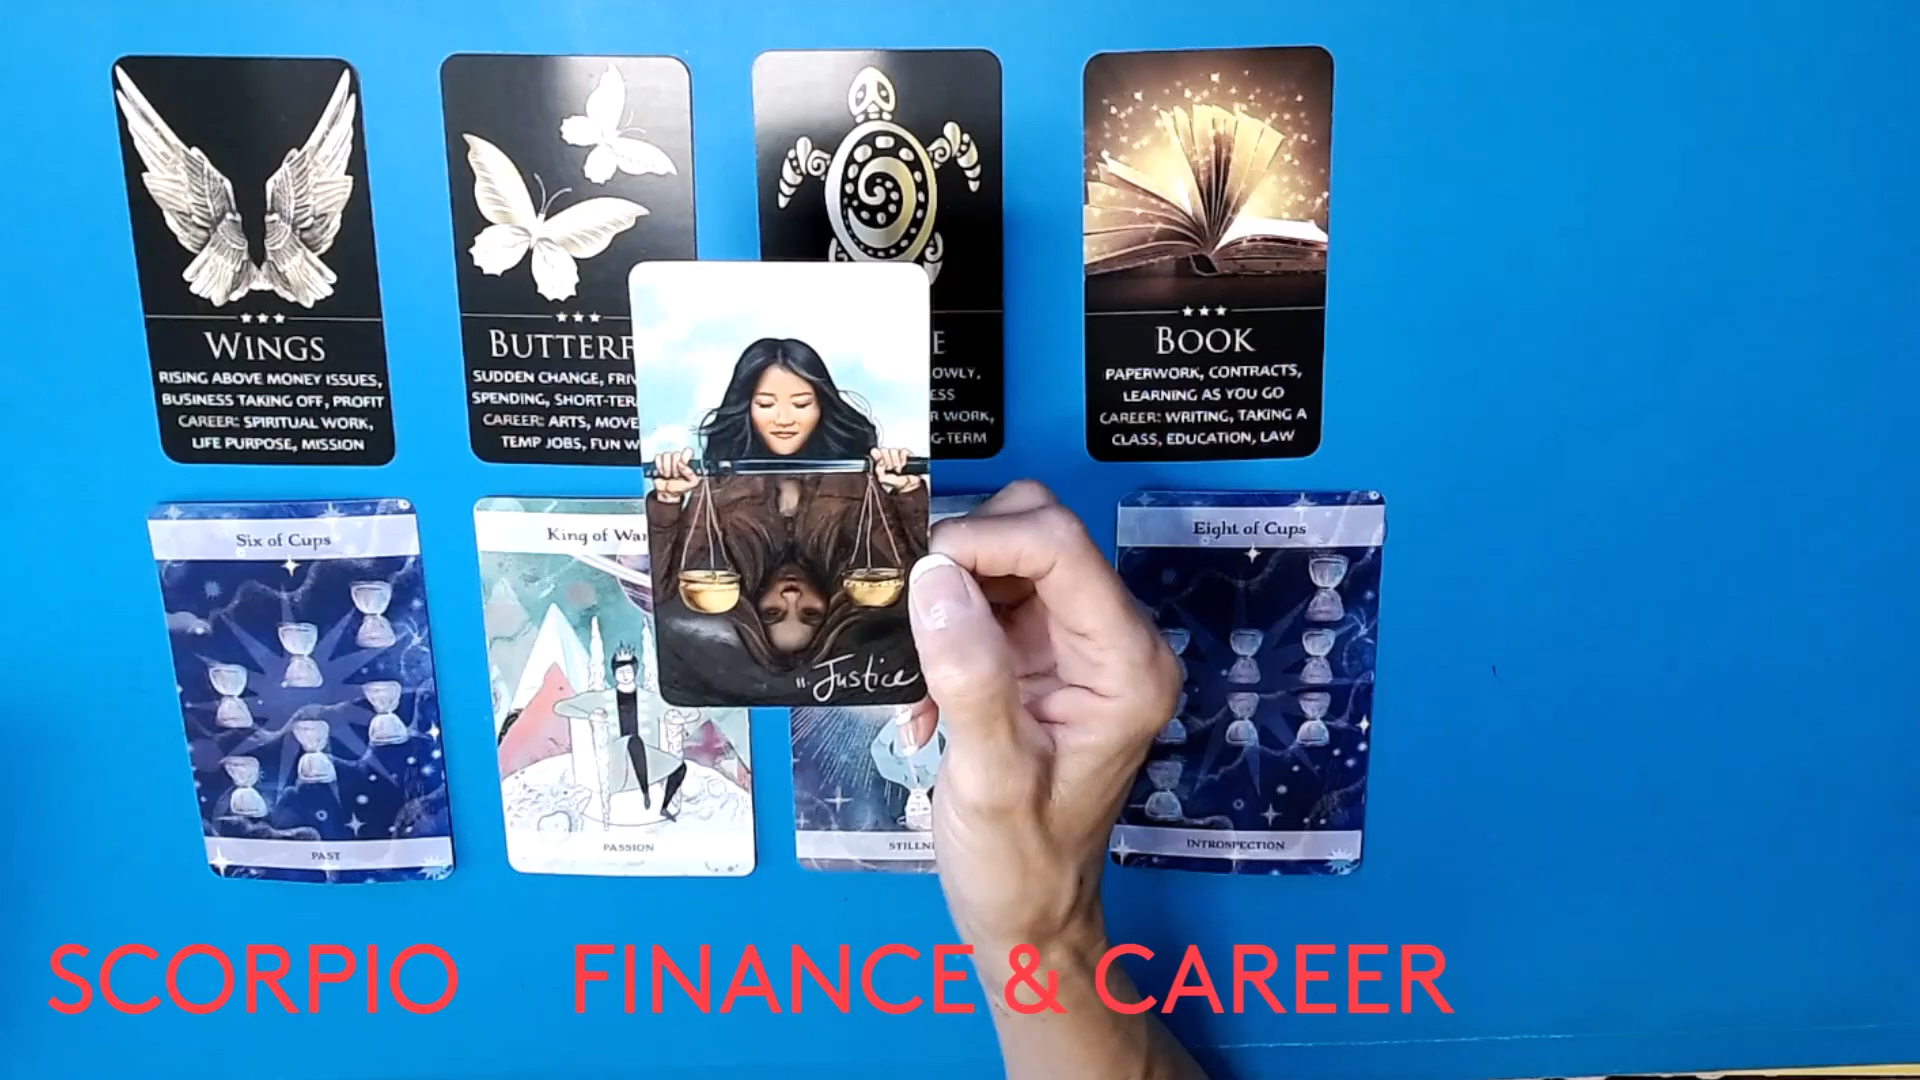 WINGS
RISING ABOVE MONEY ISSUES,
BUSINESS TAKING OFF, PROFIT
CAREER: SPIRITUAL WORK,
LIFE PURPOSE, MISSION
BUTTERF
SUDDEN CHANGE, FRIV
SPENDING, SHORT-TER
CAREER: ARTS, MOVE
TEMP JOBS, FUN W
E
OWLY,
ESS
R WORK,
G-TERM
BOOK
PAPERWORK, CONTRACTS,
LEARNING AS YOU GO
CAREER: WRITING, TAKING A
CLASS, EDUCATION, LAW
11. Justice
Six of Cups
PAST
King of Wan
PASSION
STILLN
Eight of Cups
INTROSPECTION
SCORPIO FINANCE & CAREER